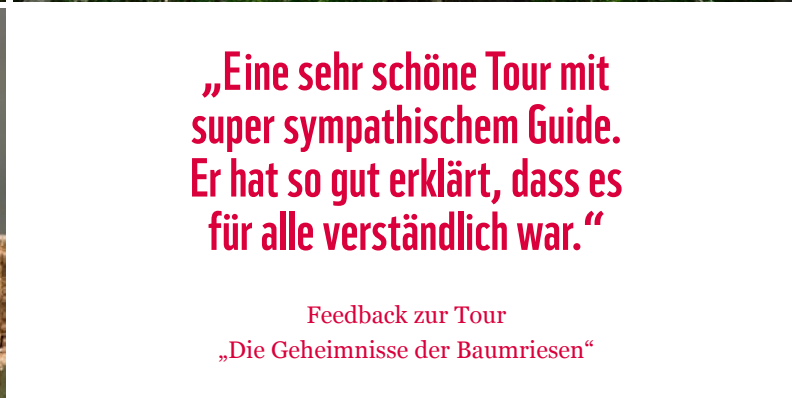 „Eine sehr schöne Tour mit
super sympathischem Guide.
Er hat so gut erklärt, dass es
für alle verständlich war.“
Feedback zur Tour
„Die Geheimnisse der Baumriesen“